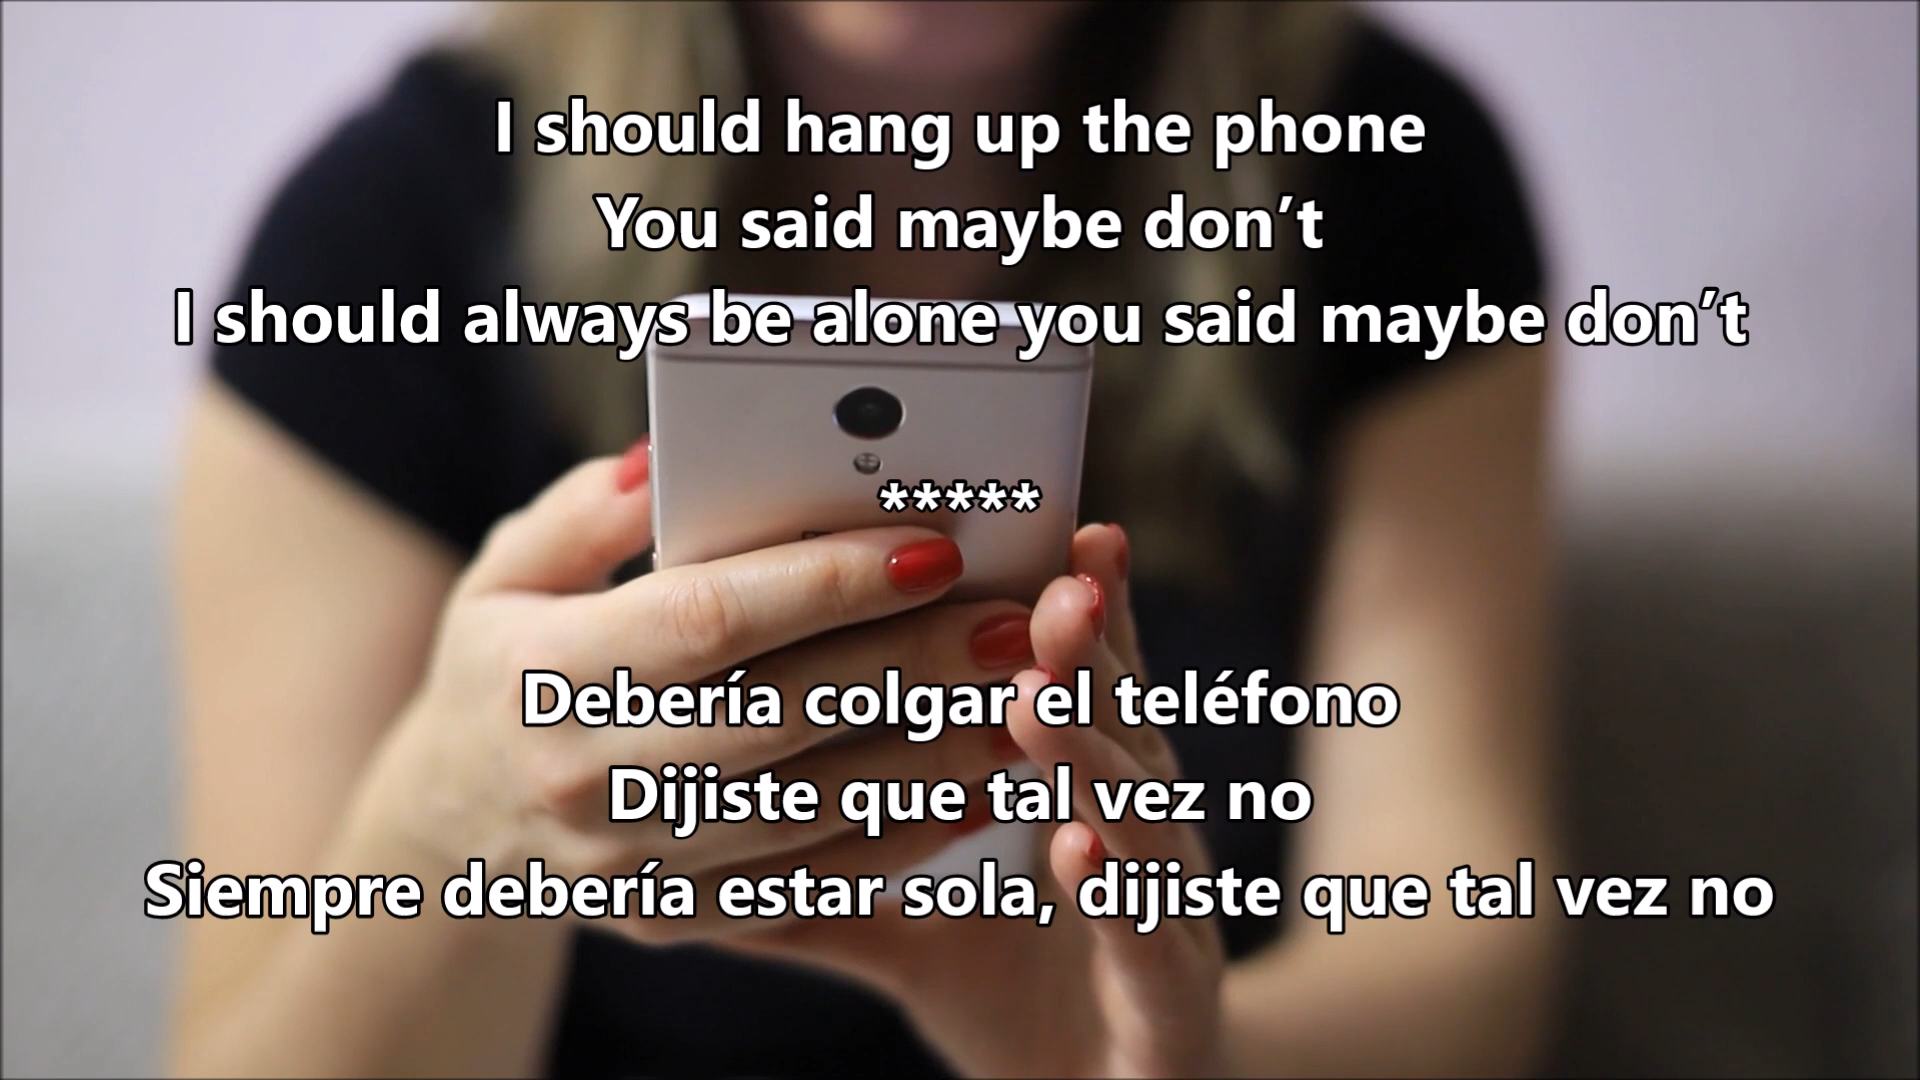 I should hang up the phone
You said maybe don’t
I should always be alone you said maybe don’t
*****
Debería colgar el teléfono
Dijiste que tal vez no
Siempre debería estar sola, dijiste que tal vez no